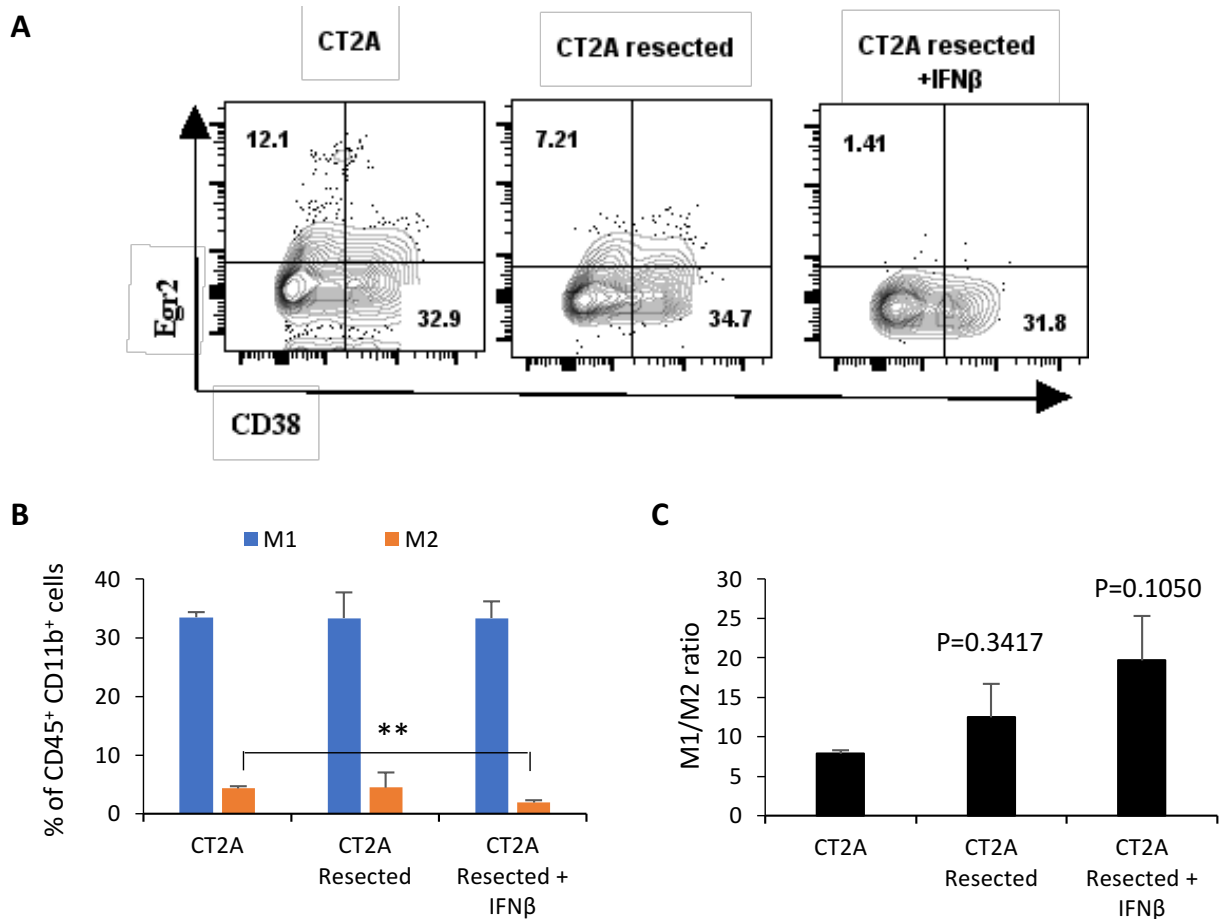 A
CT2A
CT2A resected
CT2A resected
+IFNβ
12.1
7.21
1.41
Egr2
32.9
34.7
31.8
CD38
B
M1
M2
% of CD45⁺ CD11b⁺ cells
40
30
20
10
0
**
CT2A
CT2A
Resected
CT2A
Resected +
IFNβ
C
M1/M2 ratio
30
25
20
15
10
5
0
P=0.3417
P=0.1050
CT2A
CT2A
Resected
CT2A
Resected +
IFNβ